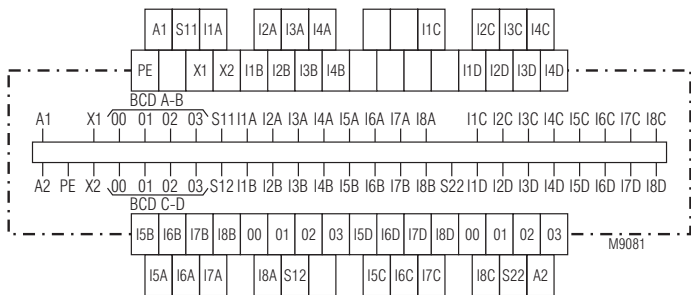 A1 S11 I1A I2A I3A I4A I1C I2C I3C I4C
PE X1 X2 I1B I2B I3B I4B I1D I2D I3D I4D
BCD A-B
A1 X1 00 01 02 03 S11 I1A I2A I3A I4A I5A I6A I7A I8A I1C I2C I3C I4C I5C I6C I7C I8C
A2 PE X2 00 01 02 03 S12 I1B I2B I3B I4B I5B I6B I7B I8B S22 I1D I2D I3D I4D I5D I6D I7D I8D
BCD C-D
I5B I6B I7B I8B 00 01 02 03 I5D I6D I7D I8D 00 01 02 03
M9081
I5A I6A I7A I8A S12 I5C I6C I7C I8C S22 A2